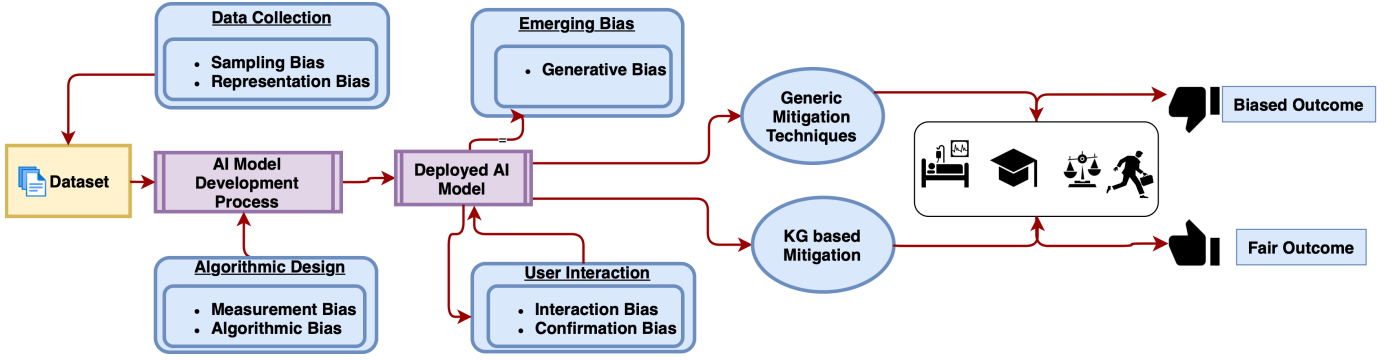 Data Collection
• Sampling Bias
• Representation Bias
Emerging Bias
• Generative Bias
Generic
Mitigation
Techniques
Biased Outcome
Dataset
AI Model
Development
Process
Deployed AI
Model
=
KG based
Mitigation
Fair Outcome
Algorithmic Design
• Measurement Bias
• Algorithmic Bias
User Interaction
• Interaction Bias
• Confirmation Bias